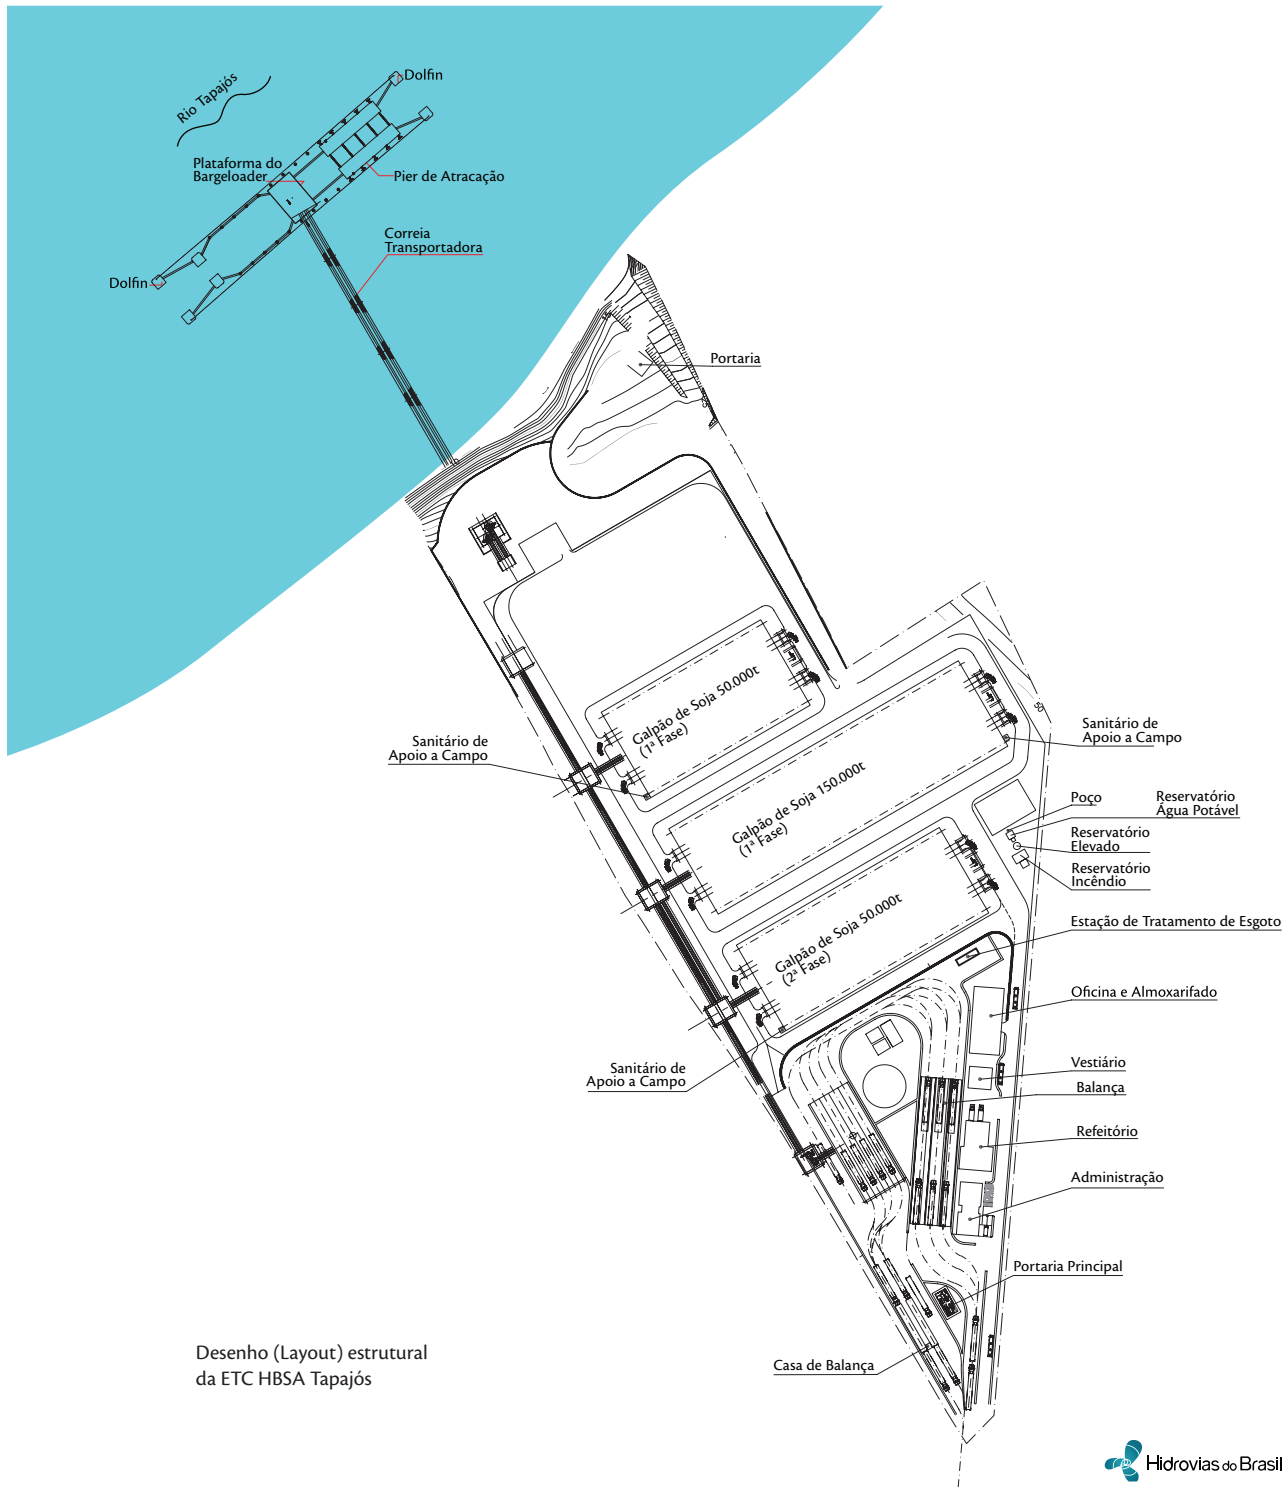 Dolfin
Rio Tapajós
Plataforma do
Bargeloader
Pier de Atracação
Correia
Transportadora
Dolfin
Portaria
Galpão de Soja 50.000t
(1ª Fase)
Sanitário de
Apoio a Campo
Sanitário de
Apoio a Campo
Galpão de Soja 150.000t
(1ª Fase)
Poço
Reservatório
Água Potável
Reservatório
Elevado
Reservatório
Incêndio
Galpão de Soja 50.000t
(2ª Fase)
Estação de Tratamento de Esgoto
Oficina e Almoxarifado
Sanitário de
Apoio a Campo
Vestiário
Balança
Refeitório
Administração
Portaria Principal
Casa de Balança
Desenho (Layout) estrutural
da ETC HBSA Tapajós
Hidrovias do Brasil